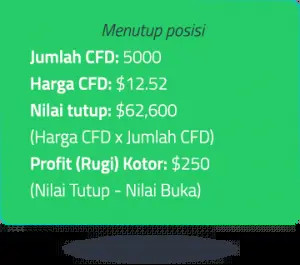 Menutup posisi
Jumlah CFD: 5000
Harga CFD: $12.52
Nilai tutup: $62,600
(Harga CFD x Jumlah CFD)
Profit (Rugi) Kotor: $250
(Nilai Tutup - Nilai Buka)